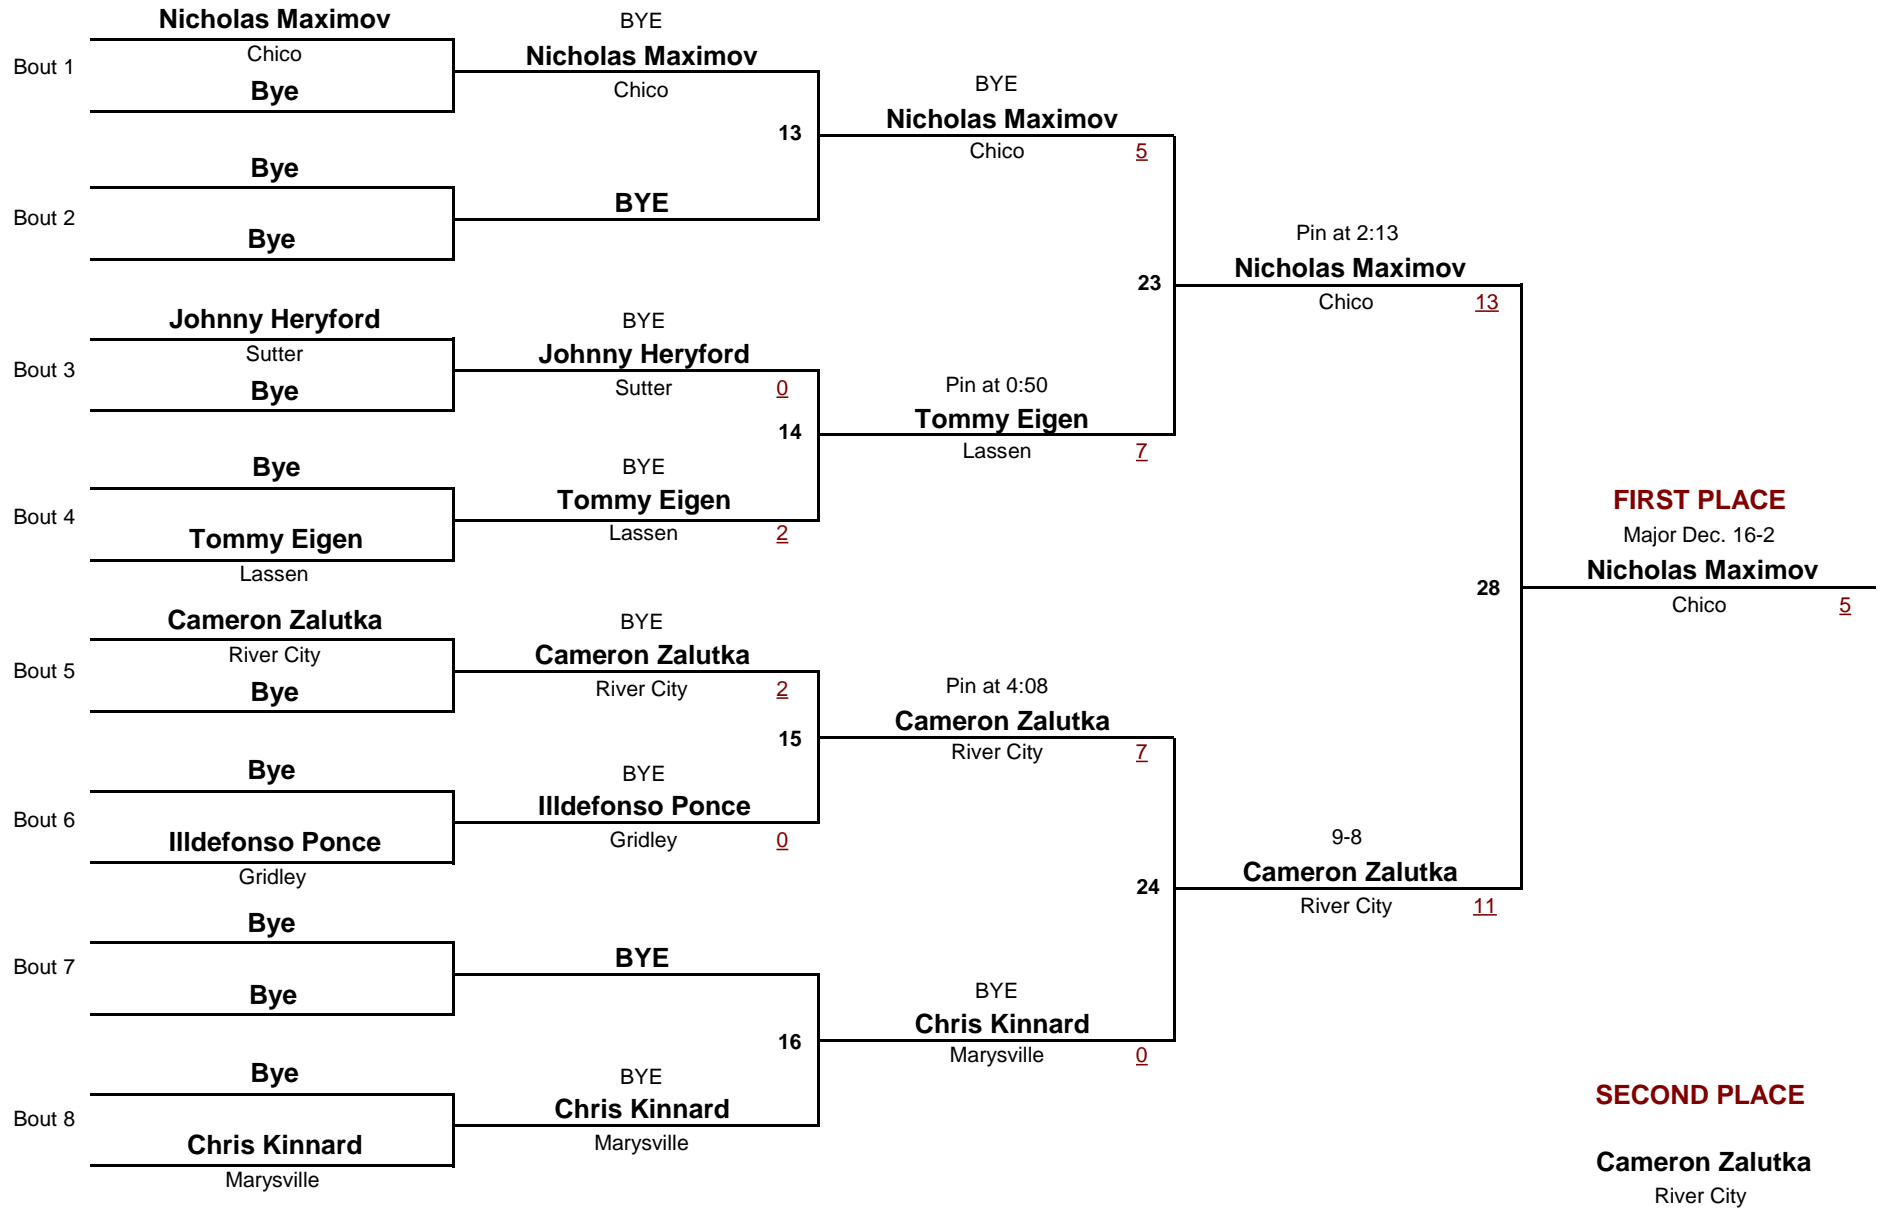 Nicholas Maximov
Bout 1
Chico
Bye
Bye
Bout 2
Bye
Johnny Heryford
Bout 3
Sutter
Bye
Bye
Bout 4
Tommy Eigen
Lassen
Cameron Zalutka
Bout 5
River City
Bye
Bye
Bout 6
Illdefonso Ponce
Gridley
Bye
Bout 7
Bye
Bye
Bout 8
Chris Kinnard
Marysville
BYE
Nicholas Maximov
Chico
13
BYE
BYE
Johnny Heryford
Sutter 0
14
BYE
Tommy Eigen
Lassen 2
BYE
Cameron Zalutka
River City 2
15
BYE
Illdefonso Ponce
Gridley 0
BYE
16
BYE
Chris Kinnard
Marysville
BYE
Nicholas Maximov
Chico 5
23
Pin at 0:50
Tommy Eigen
Lassen 7
Pin at 4:08
Cameron Zalutka
River City 7
24
BYE
Chris Kinnard
Marysville 0
Pin at 2:13
Nicholas Maximov
Chico 13
28
9-8
Cameron Zalutka
River City 11
FIRST PLACE
Major Dec. 16-2
Nicholas Maximov
Chico 5
SECOND PLACE
Cameron Zalutka
River City